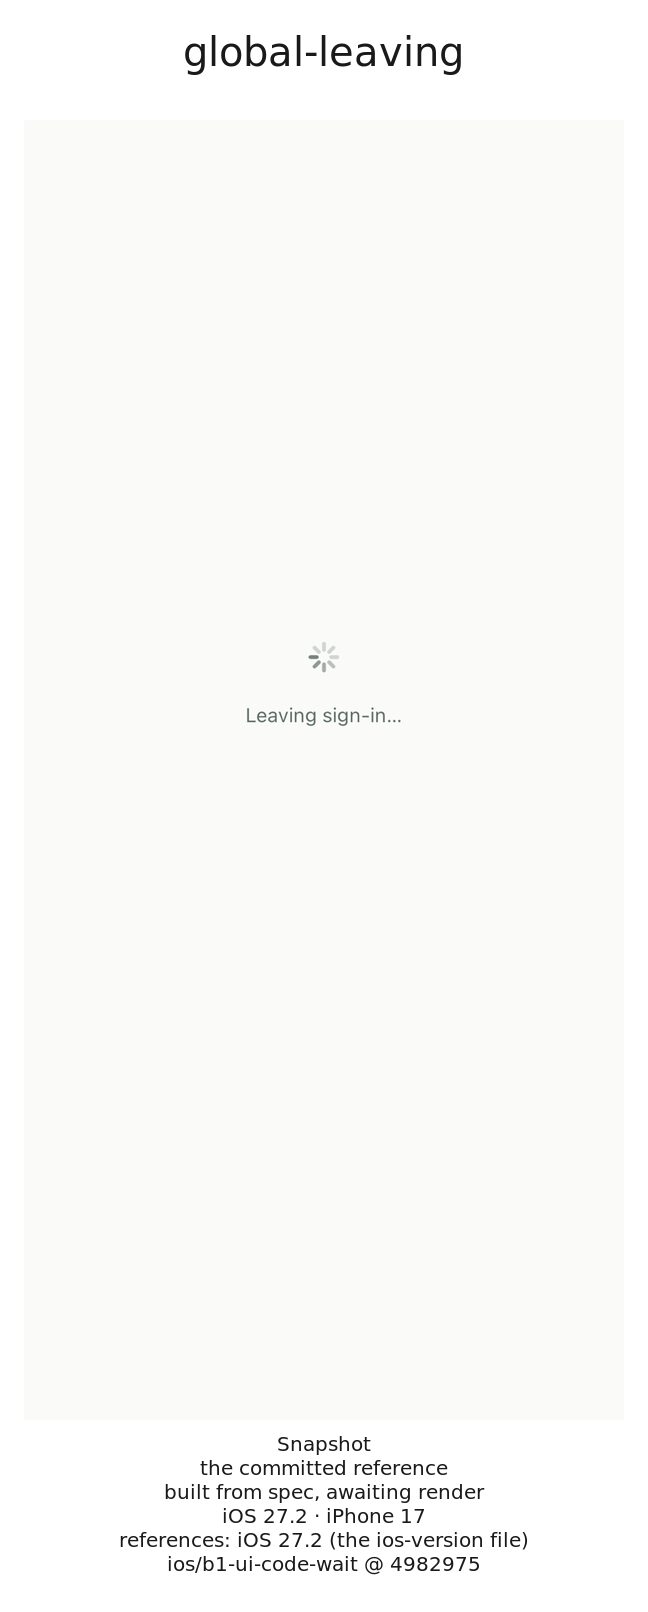 global-leaving
Leaving sign-in...
Snapshot
the committed reference
built from spec, awaiting render
iOS 27.2 · iPhone 17
references: iOS 27.2 (the ios-version file)
ios/b1-ui-code-wait @ 4982975